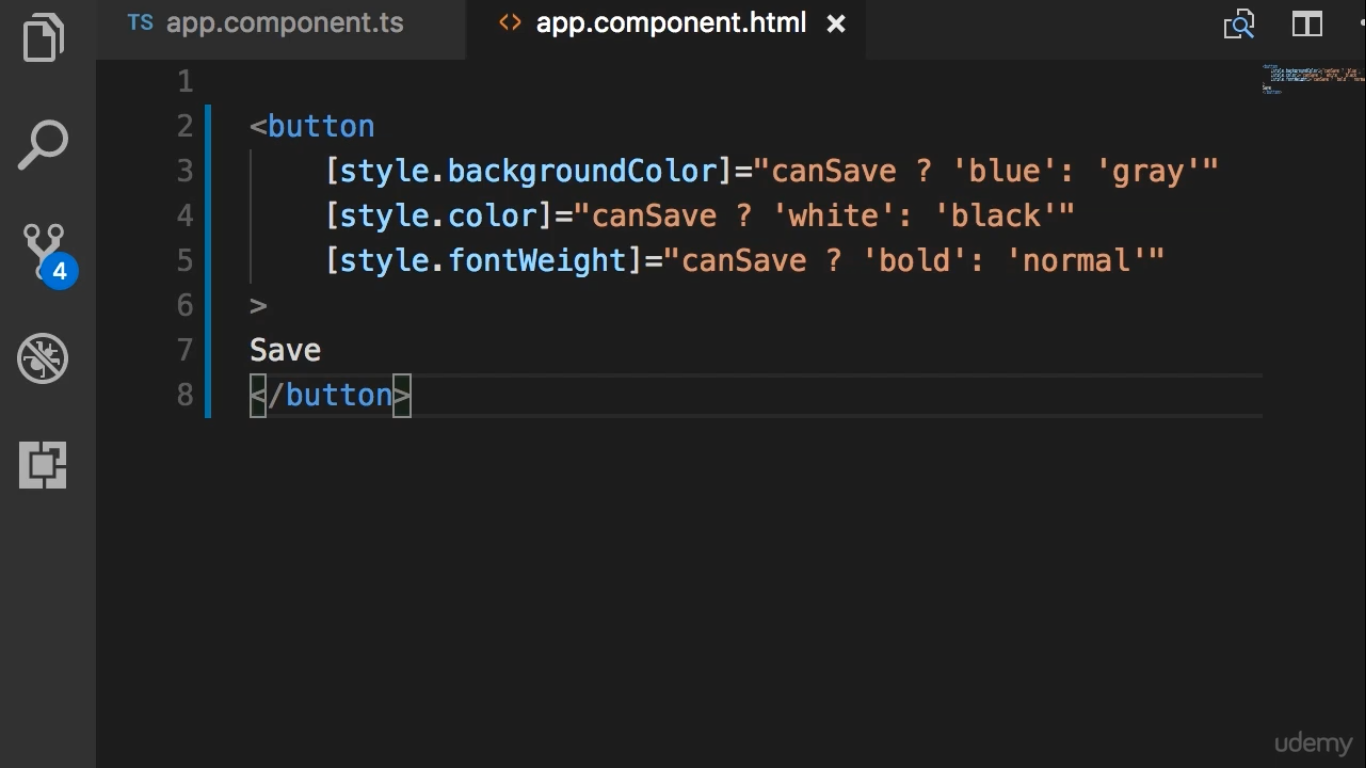 TS app.component.ts <> app.component.html ×
1
2 <button
3 [style.backgroundColor]="canSave ? 'blue': 'gray'"
4 [style.color]="canSave ? 'white': 'black'"
5 [style.fontWeight]="canSave ? 'bold': 'normal'"
6 >
7 Save
8 </button>
4
udemy